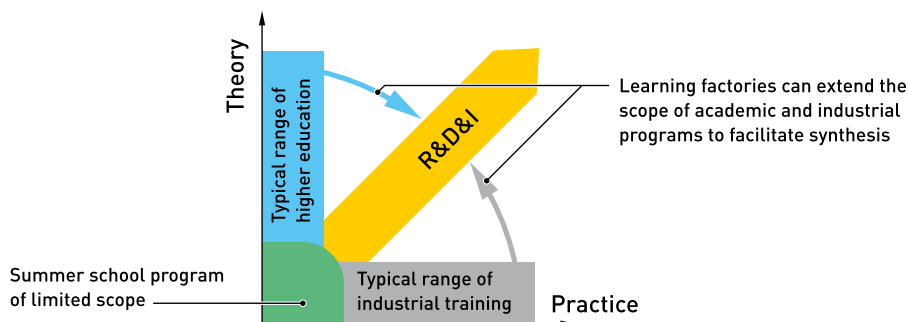 Theory
Typical range of
higher education
R&D&I
Learning factories can extend the
scope of academic and industrial
programs to facilitate synthesis
Summer school program
of limited scope
Typical range of
industrial training
Practice